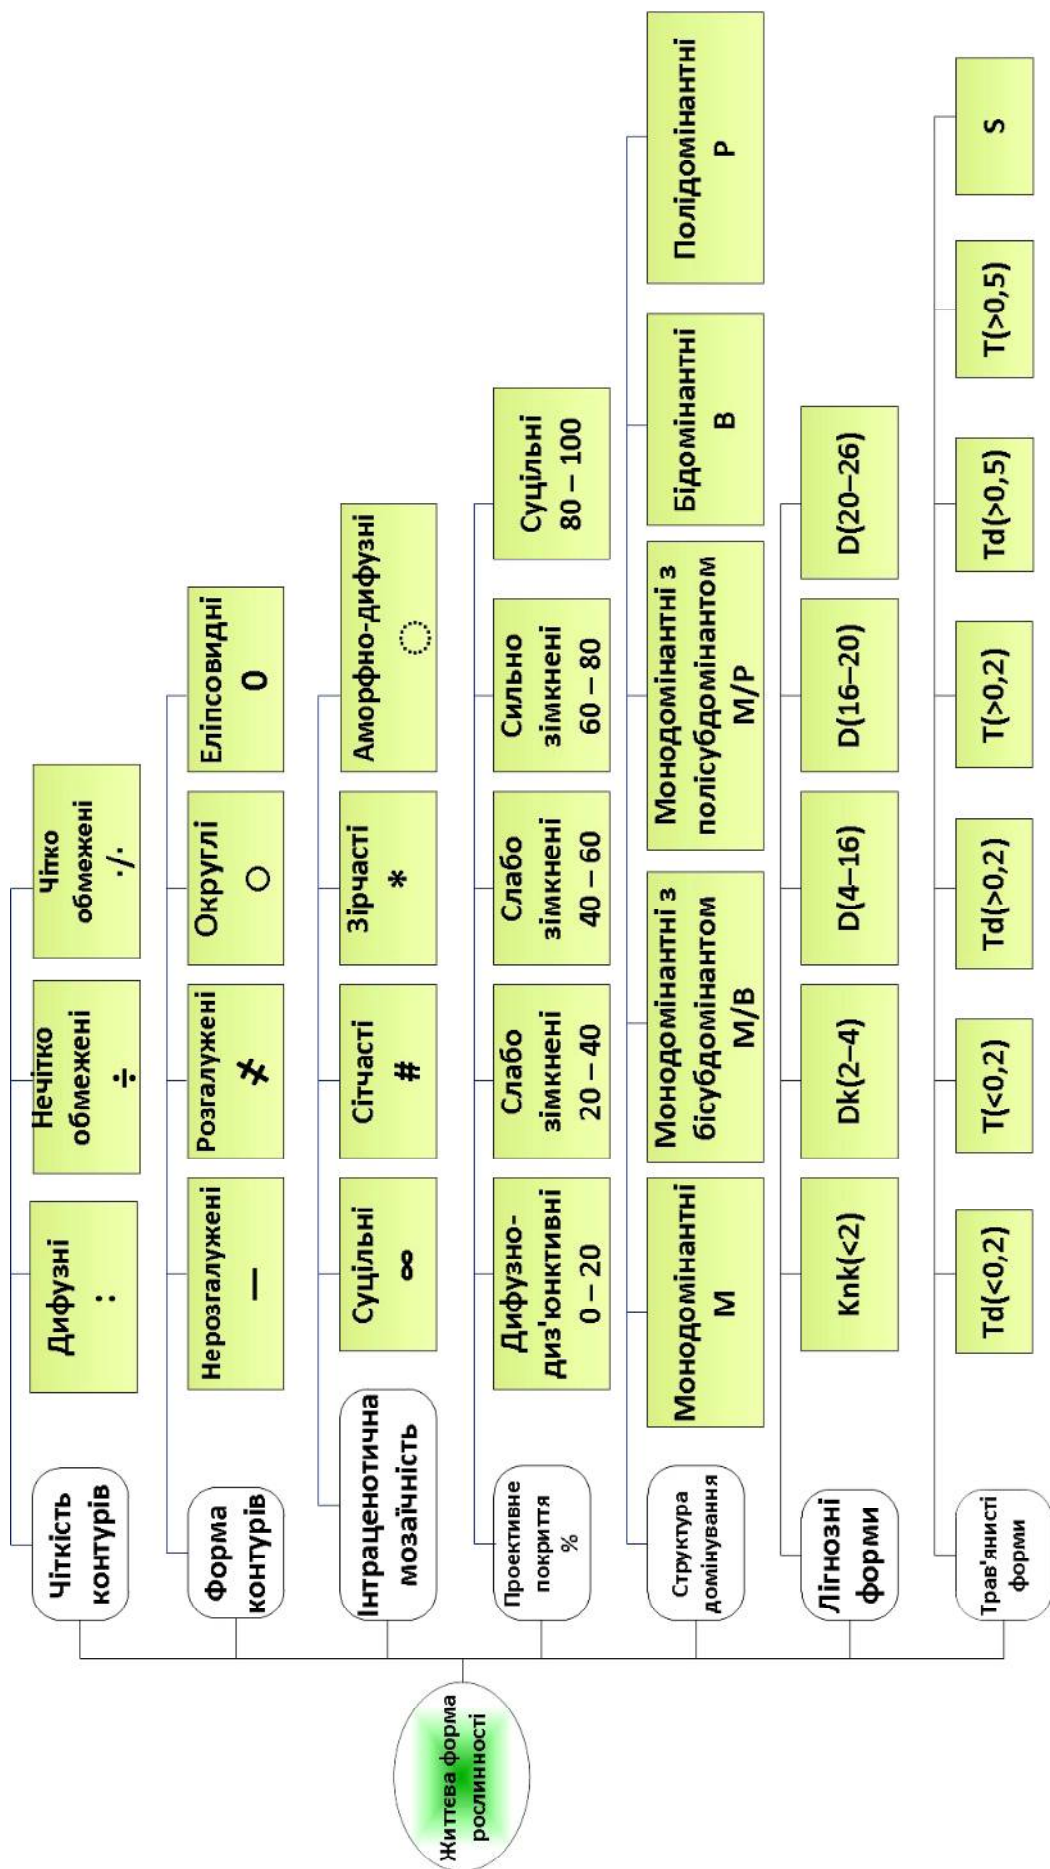 Життєва форма
рослинності
Чіткість
контурів
Дифузні
:
Нечітко
обмежені
÷
Чітко
обмежені
·/·
Форма
контурів
Нерозгалужені
—
Розгалужені
Округлі
○
Еліпсовидні
0
Інтраценотична
мозаїчність
Суцільні
∞
Сітчасті
#
Зірчасті
*
Аморфно-дифузні
Проективне
покриття
%
Дифузно-
диз'юнктивні
0 – 20
Слабо
зімкнені
20 – 40
Слабо
зімкнені
40 – 60
Сильно
зімкнені
60 – 80
Суцільні
80 – 100
Структура
домінування
Монодомінантні
М
Монодомінантні з
бісубдомінантом
М/В
Монодомінантні з
полісубдомінантом
М/Р
Бідомінантні
В
Полідомінантні
Р
Лігнозні
форми
Knk(<2)
Dk(2–4)
D(4–16)
D(16–20)
D(20–26)
Трав'янисті
форми
Td(<0,2)
T(<0,2)
Td(>0,2)
T(>0,2)
Td(>0,5)
T(>0,5)
S